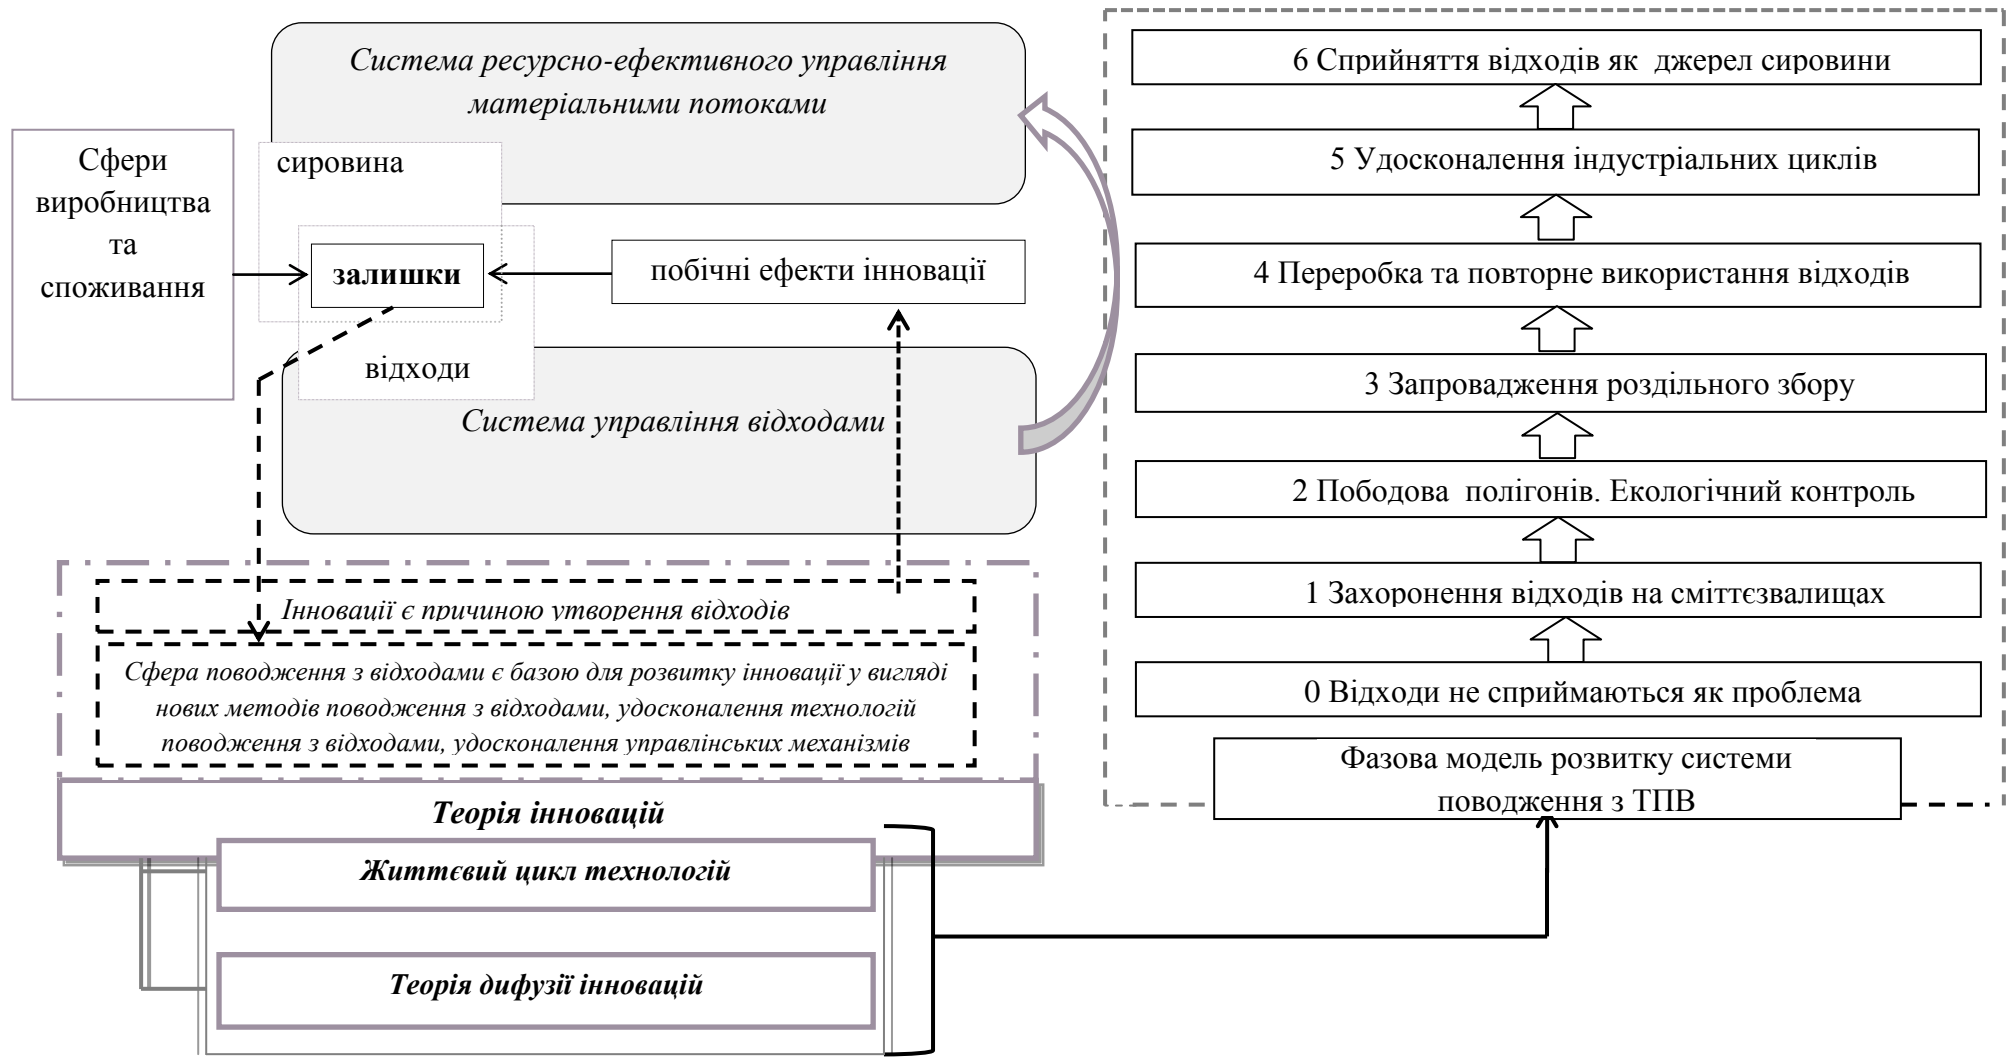 Система ресурсно-ефективного управління
матеріальними потоками
Сфери
виробництва
та
споживання
сировина
залишки
побічні ефекти інновації
відходи
Система управління відходами
Інновації є причиною утворення відходів
Сфера поводження з відходами є базою для розвитку інновації у вигляді
нових методів поводження з відходами, удосконалення технологій
поводження з відходами, удосконалення управлінських механізмів
Теорія інновацій
Життєвий цикл технологій
Теорія дифузії інновацій
6 Сприйняття відходів як джерел сировини
5 Удосконалення індустріальних циклів
4 Переробка та повторне використання відходів
3 Запровадження роздільного збору
2 Пободова полігонів. Екологічний контроль
1 Захоронення відходів на сміттєзвалищах
0 Відходи не сприймаються як проблема
Фазова модель розвитку системи
поводження з ТПВ